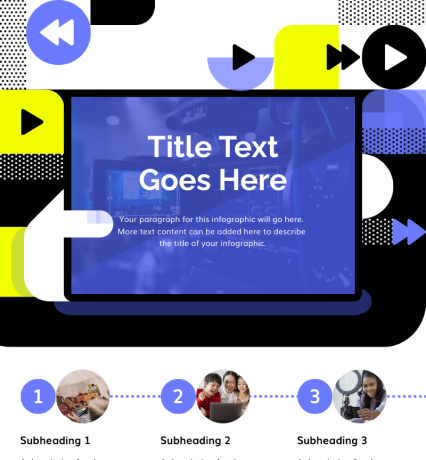 Title Text
Goes Here
Your paragraph for this infographic will go here.
More text content can be added here to describe
the title of your infographic.
1
2
3
Subheading 1
Subheading 2
Subheading 3